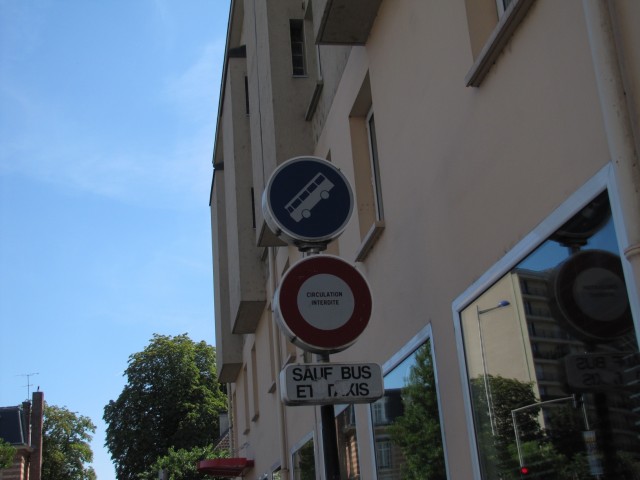 CIRCULATION
INTERDITE
SAUF BUS
ET TAXIS